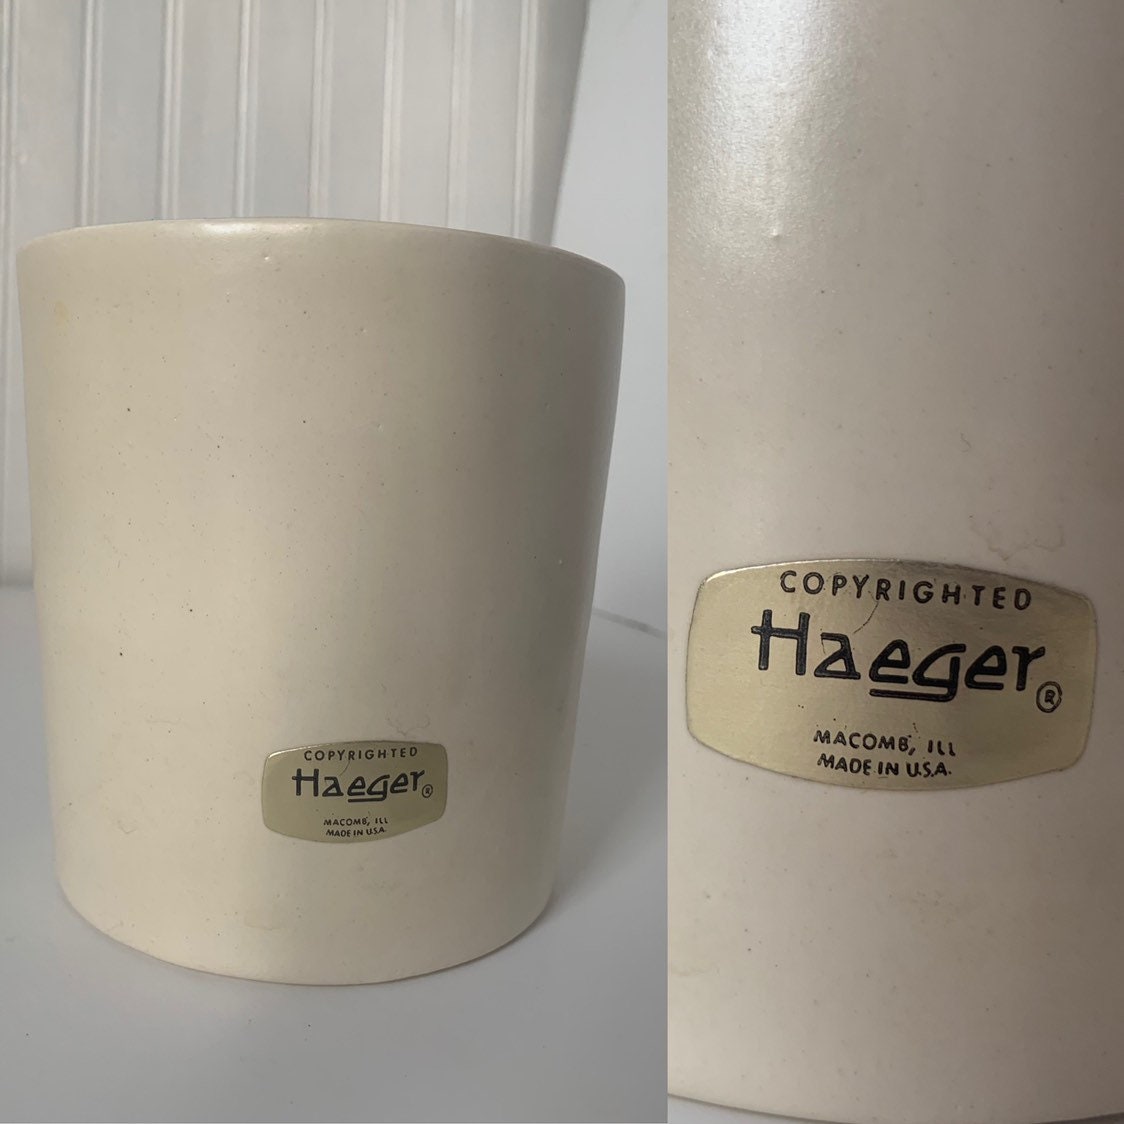 COPYRIGHTED
Haeger®
MACOMB, ILL
MADE IN U.S.A.
COPYRIGHTED
Haeger®
MACOMB, ILL
MADE IN U.S.A.